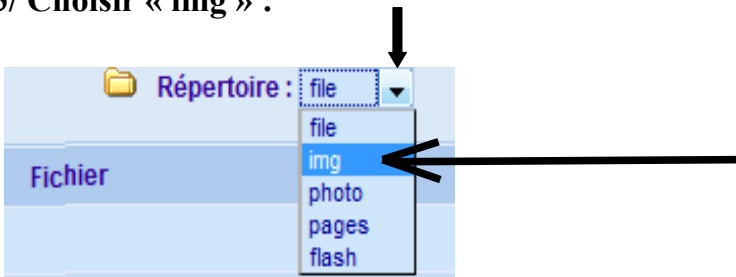 Choisir « img » :
Répertoire : file
file
img
Fichier
photo
pages
flash